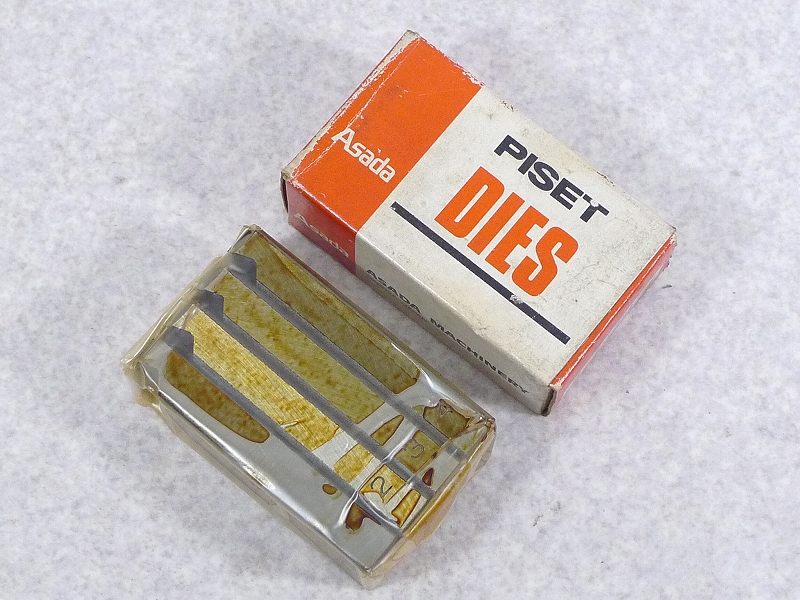 Asada
PISET
DIES
Asada
ASADA MACHINERY
2
3